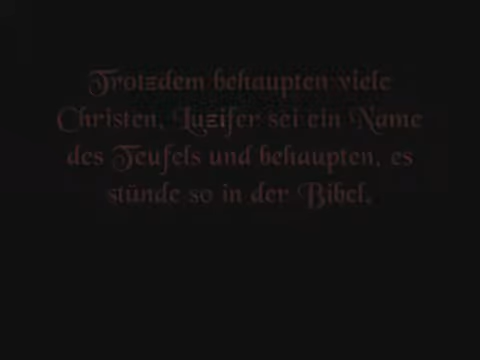 Trotzdem behaupten viele
Christen, Luzifer sei ein Name
des Teufels und behaupten, es
stünde so in der Bibel.